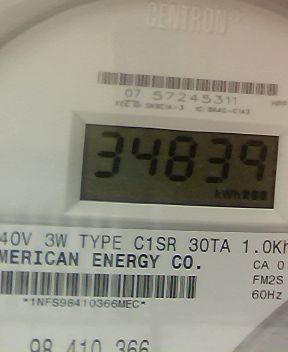 CENTRON
07 57245311
34839
kWh
40V 3W TYPE C1SR 30TA 1.0Kh
MERICAN ENERGY CO.
CA 0
FM2S
60Hz
*1NFS98410366MEC*
98 410 366